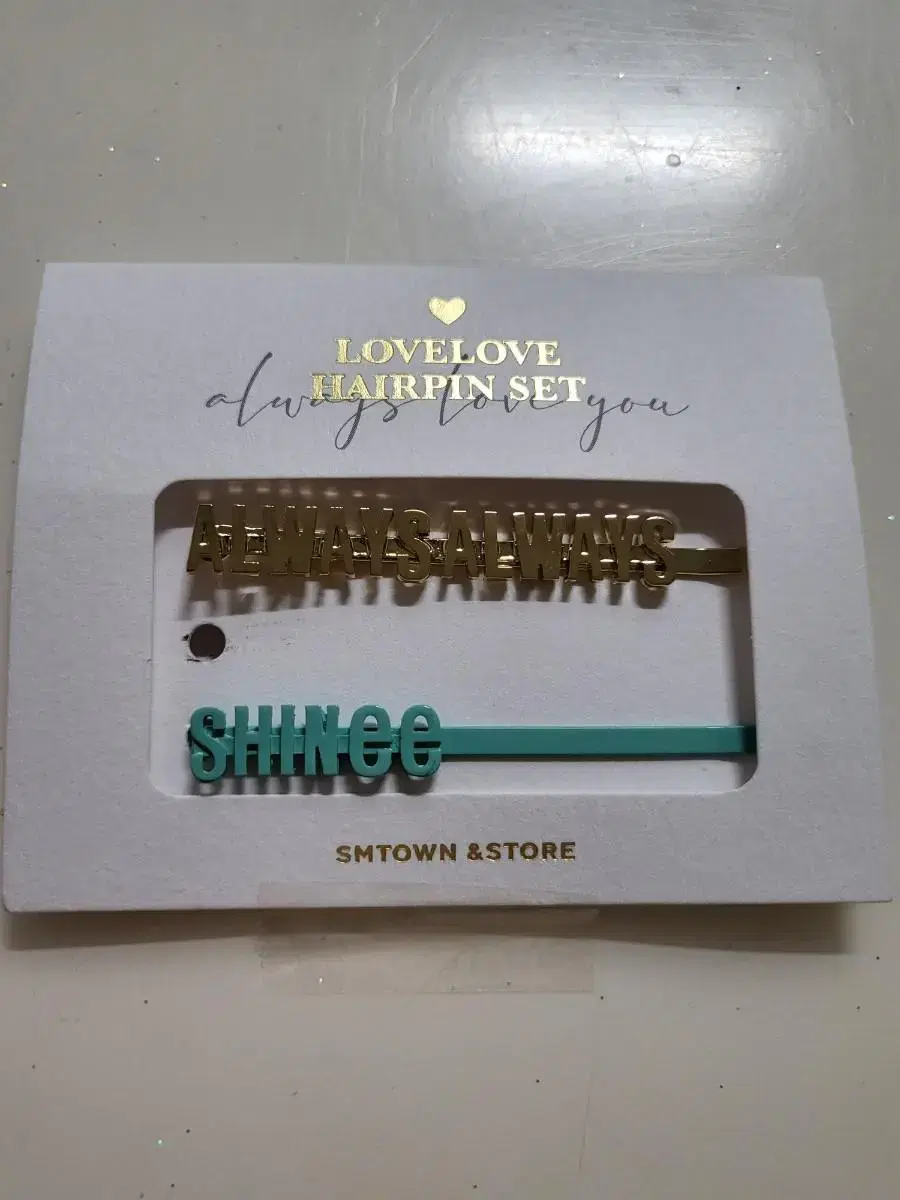 LOVELOVE
HAIRPIN SET
always love you
ALWAYS ALWAYS
SHINee
SMTOWN &STORE